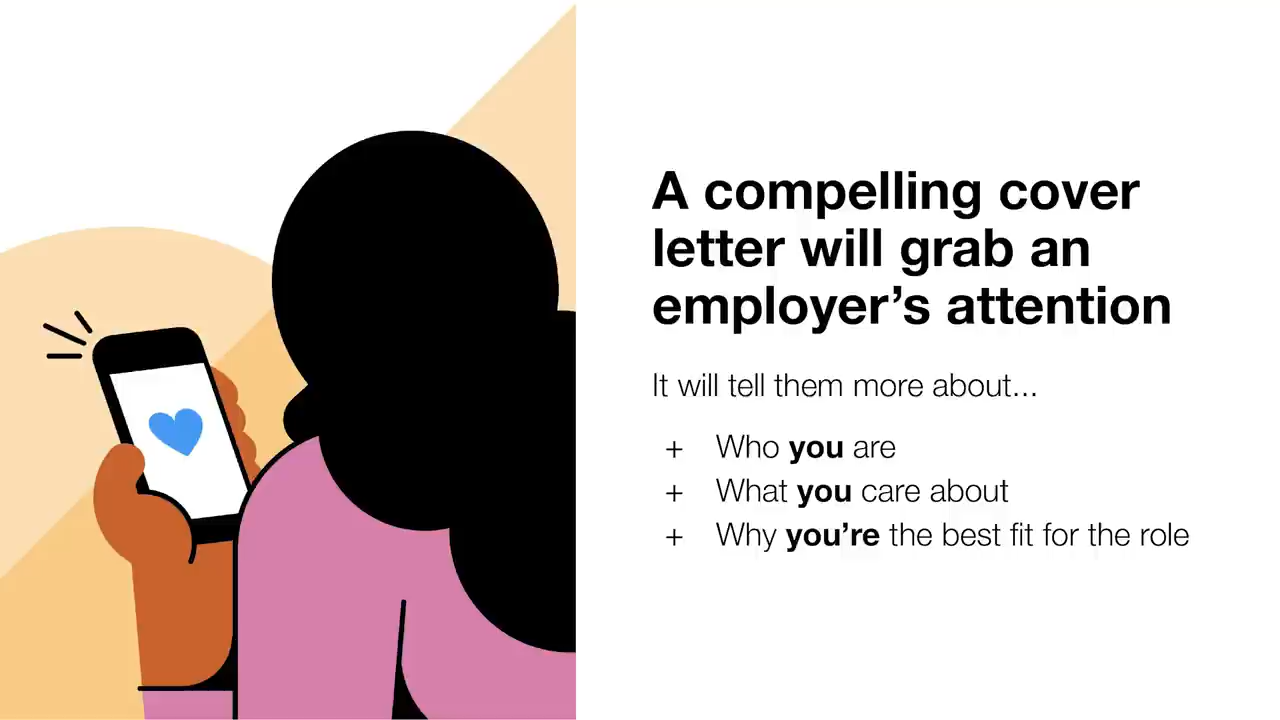 A compelling cover
letter will grab an
employer’s attention
It will tell them more about...
+ Who you are
+ What you care about
+ Why you’re the best fit for the role